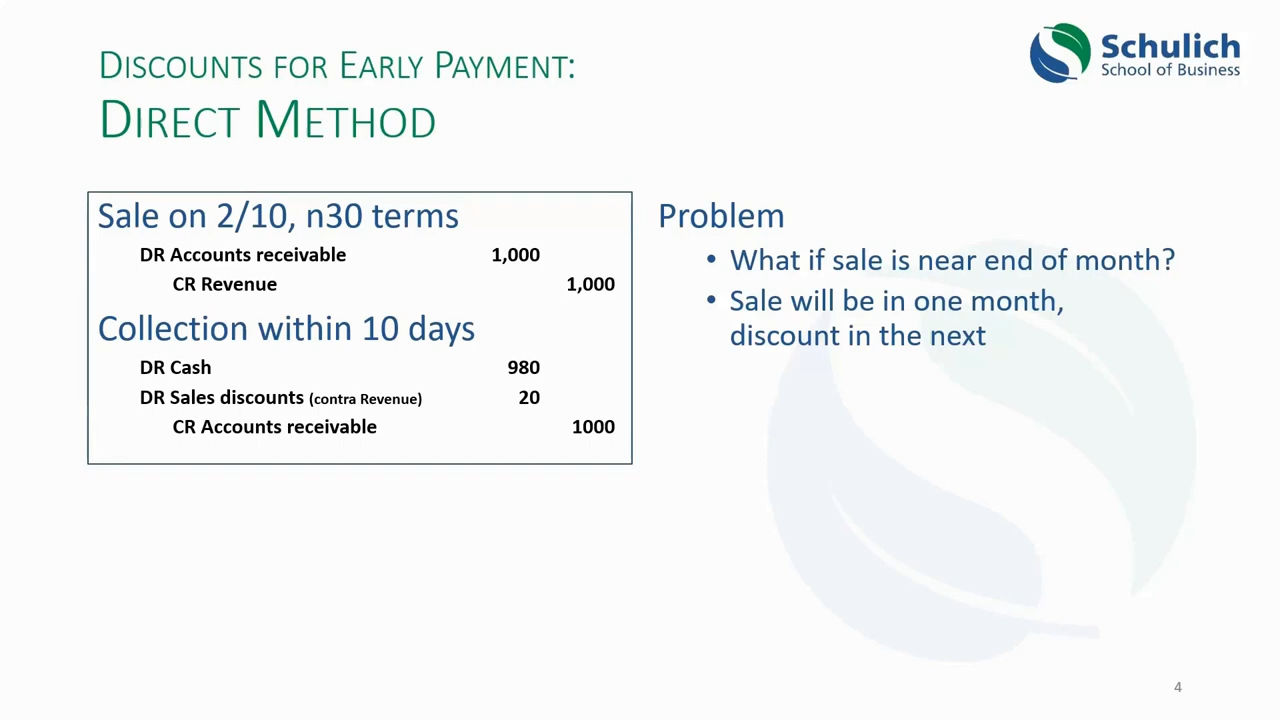 DISCOUNTS FOR EARLY PAYMENT:
DIRECT METHOD
Schulich
School of Business
Sale on 2/10, n30 terms
DR Accounts receivable 1,000
CR Revenue 1,000
Collection within 10 days
DR Cash 980
DR Sales discounts (contra Revenue) 20
CR Accounts receivable 1000
Problem
• What if sale is near end of month?
• Sale will be in one month,
discount in the next
4